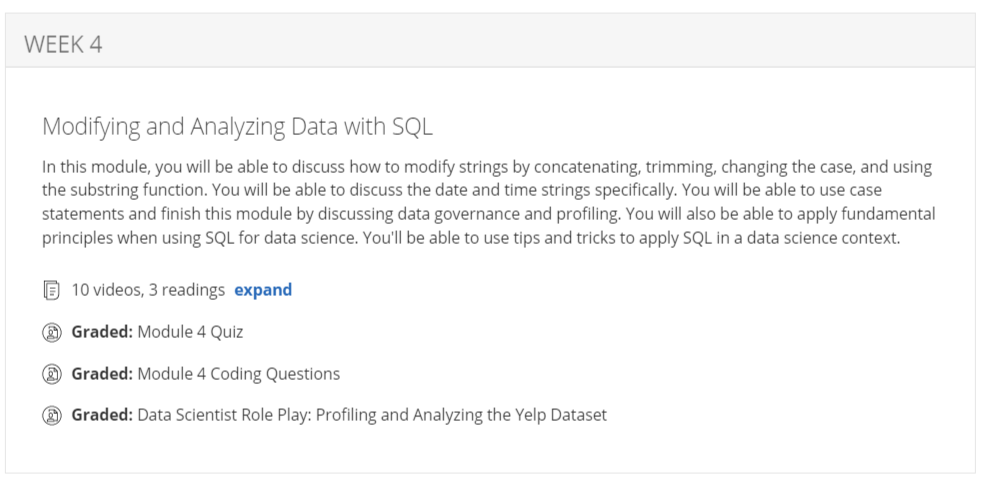 WEEK 4
Modifying and Analyzing Data with SQL
In this module, you will be able to discuss how to modify strings by concatenating, trimming, changing the case, and using
the substring function. You will be able to discuss the date and time strings specifically. You will be able to use case
statements and finish this module by discussing data governance and profiling. You will also be able to apply fundamental
principles when using SQL for data science. You'll be able to use tips and tricks to apply SQL in a data science context.
10 videos, 3 readings expand
Graded: Module 4 Quiz
Graded: Module 4 Coding Questions
Graded: Data Scientist Role Play: Profiling and Analyzing the Yelp Dataset